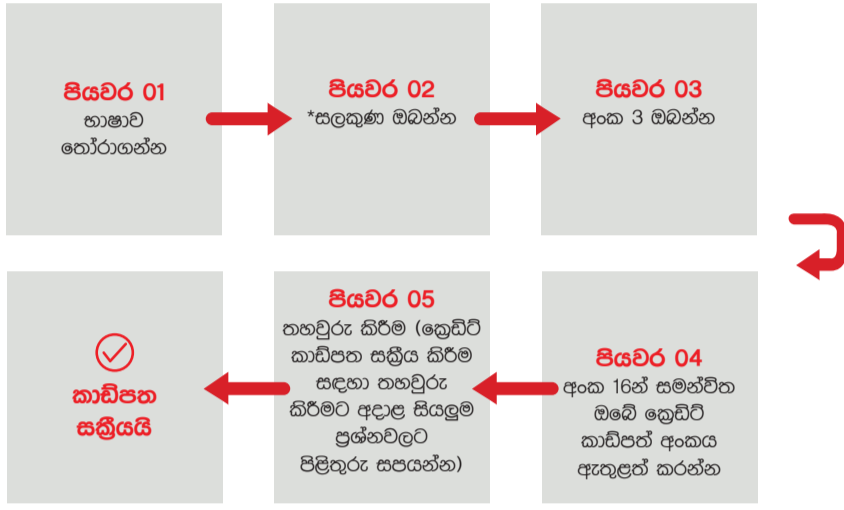 පියවර 01
භාෂාව
තෝරාගන්න
පියවර 02
*සලකුණ ඔබන්න
පියවර 03
අංක 3 ඔබන්න
පියවර 04
අංක 16න් සමන්විත
ඔබේ ක්‍රෙඩිට්
කාඩ්පත් අංකය
ඇතුළත් කරන්න
පියවර 05
තහවුරු කිරීම (ක්‍රෙඩිට්
කාඩ්පත සක්‍රීය කිරීම
සඳහා තහවුරු
කිරීමට අදාළ සියලුම
ප්‍රශ්නවලට
පිළිතුරු සපයන්න)
කාඩ්පත
සක්‍රීයයි